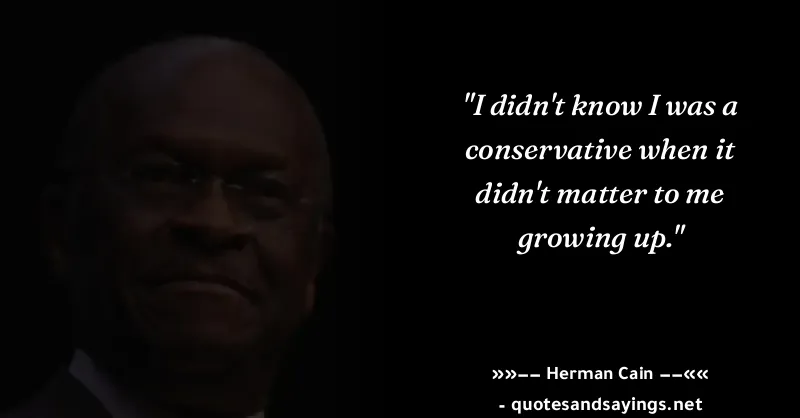 "I didn't know I was a
conservative when it
didn't matter to me
growing up."
»»−− Herman Cain −−««
- quotesandsayings.net